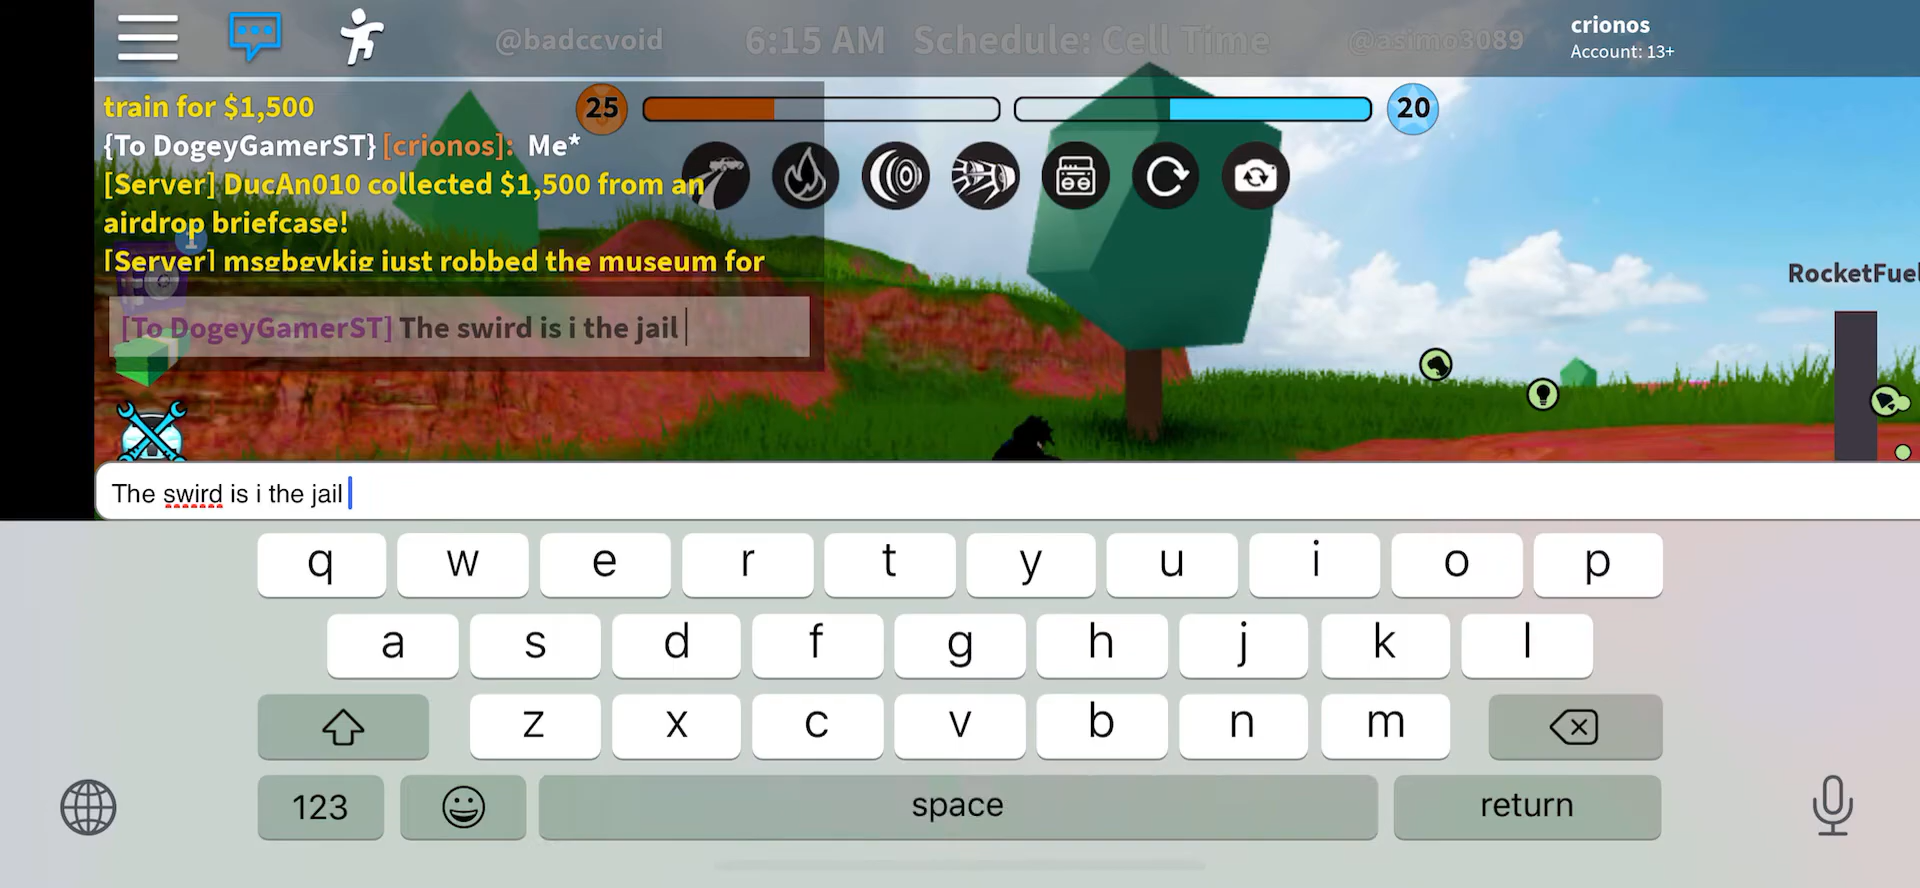 @badccvoid 6:15 AM Schedule: Cell Time @asimo3089 crionos
Account: 13+
25 20
train for $1,500
{To DogeyGamerST} [crionos]: Me*
[Server] DucAn010 collected $1,500 from an
airdrop briefcase!
1
[Server] msgbgvkig just robbed the museum for
RocketFuel
[To DogeyGamerST] The swird is i the jail
The swird is i the jail
q w e r t y u i o p
a s d f g h j k l
z x c v b n m
123 space return